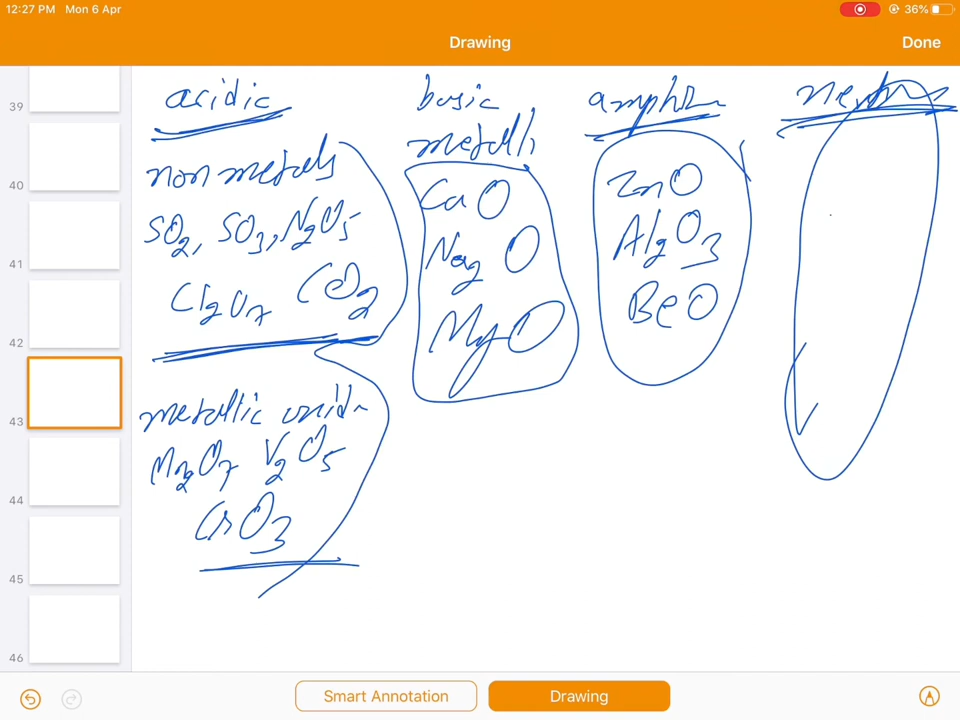 12:27 PM Mon 6 Apr
36%
Drawing
Done
39
40
41
42
43
44
45
46
acidic
non metals
SO2, SO3, N2O5
Cl2O7 CO2
metallic oxide
Mn2O7 V2O5
CrO3
basic
metalli
CaO
Na2O
MgO
ZnO
Al2O3
BeO
Smart Annotation
Drawing